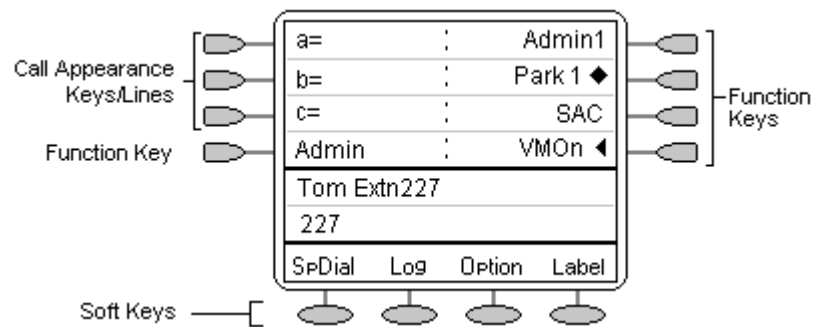 Call Appearance
Keys/Lines
Function Key
a= Admin1
b= Park 1 ◆
c= SAC
Admin VMOn ◀
Function
Keys
Tom Extn227
227
SpDial Log Option Label
Soft Keys